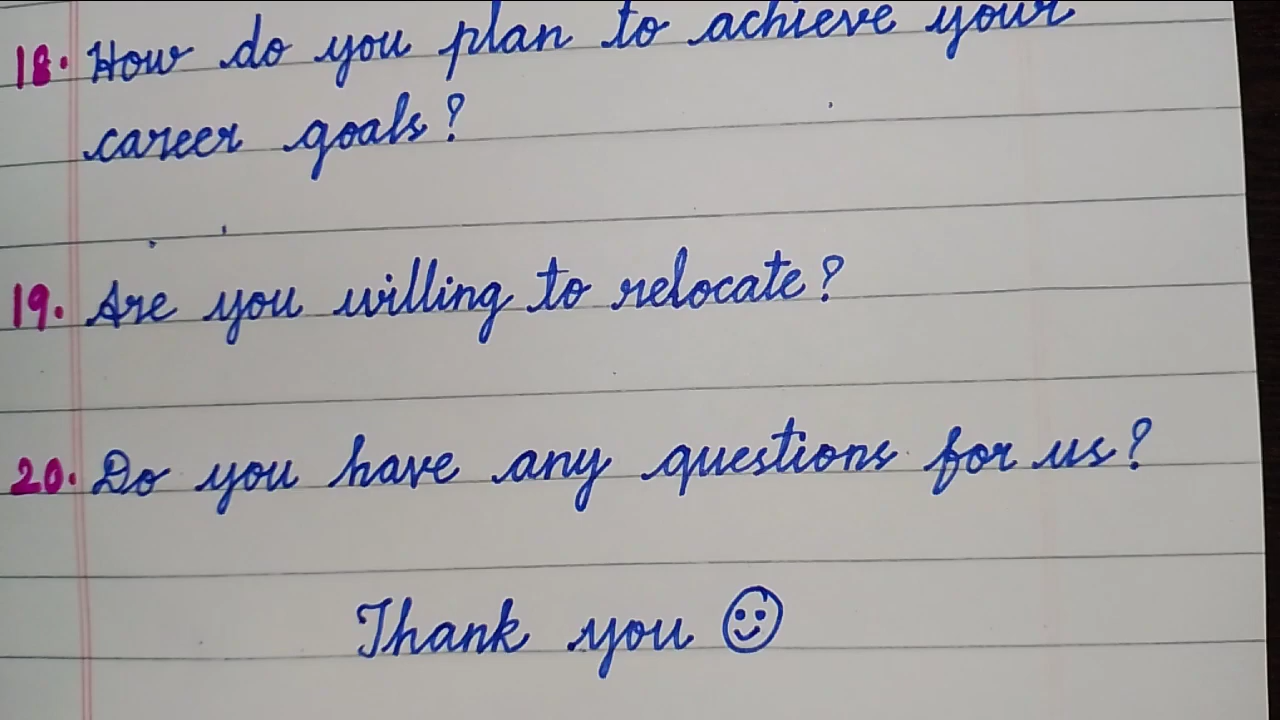 18. How do you plan to achieve your
career goals?
19. Are you willing to relocate?
20. Do you have any questions for us?
Thank you ☺